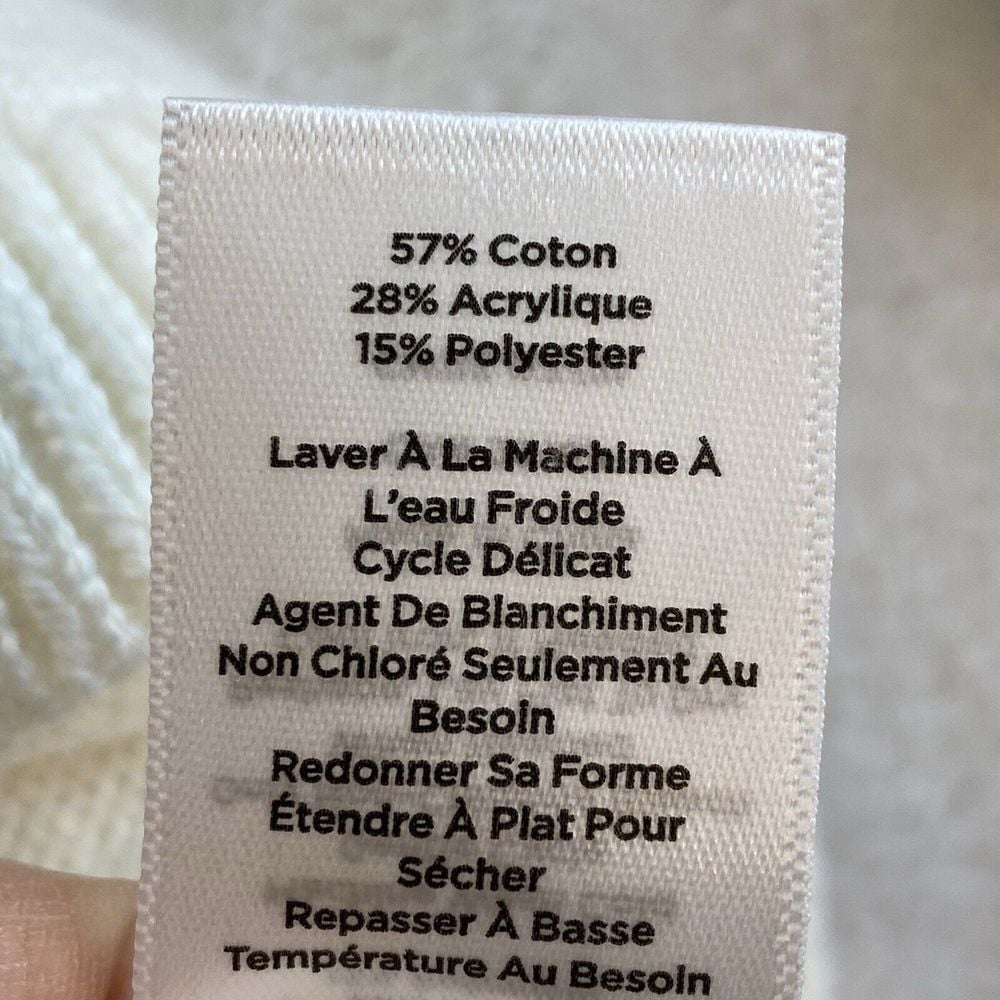 57% Coton
28% Acrylique
15% Polyester
Laver À La Machine À
L'eau Froide
Cycle Délicat
Agent De Blanchiment
Non Chloré Seulement Au
Besoin
Redonner Sa Forme
Étendre À Plat Pour
Sécher
Repasser À Basse
Température Au Besoin